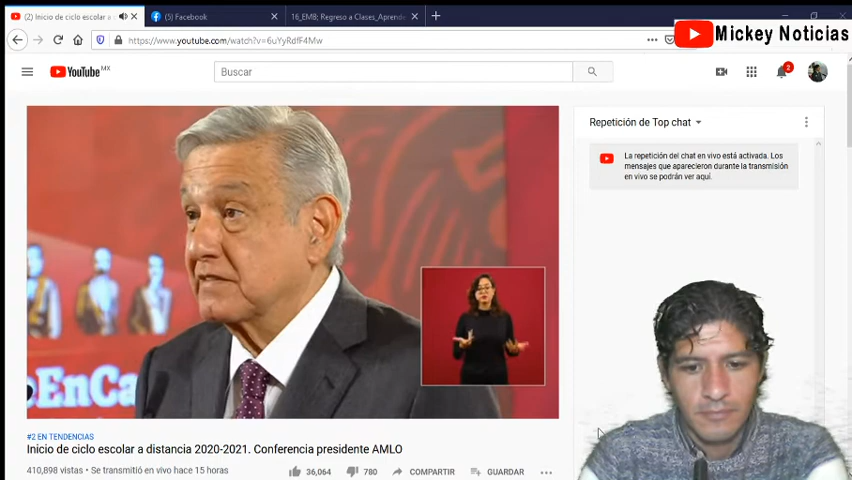 (2) Inicio de ciclo escolar a
(5) Facebook
16_EM8; Regreso a Clases_Aprende
https://www.youtube.com/watch?v=6uYyRdfF4Mw
Mickey Noticias
YouTube MX
Buscar
2
Repetición de Top chat
La repetición del chat en vivo está activada. Los
mensajes que aparecieron durante la transmisión
en vivo se podrán ver aquí.
eEnCa
#2 EN TENDENCIAS
Inicio de ciclo escolar a distancia 2020-2021. Conferencia presidente AMLO
410,898 vistas • Se transmitió en vivo hace 15 horas
36,064
780
COMPARTIR
GUARDAR